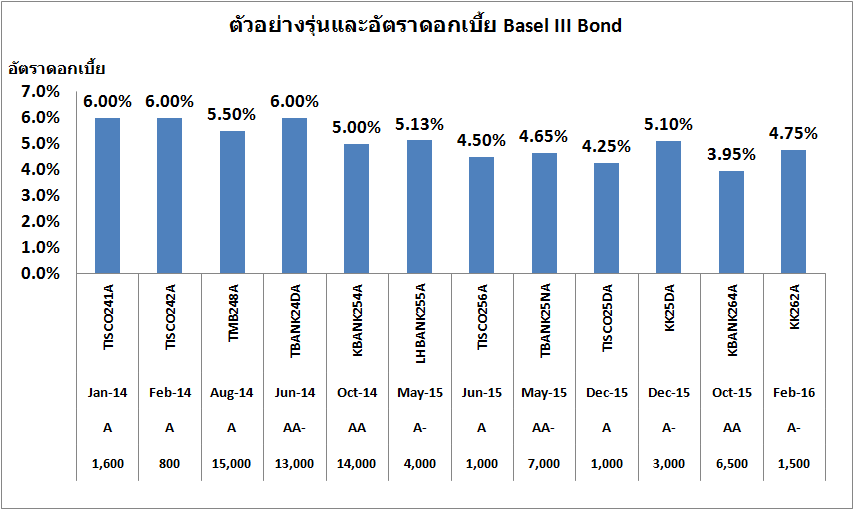 ตัวอย่างรุ่นและอัตราดอกเบี้ย Basel III Bond
อัตราดอกเบี้ย
7.0%
6.0%
5.0%
4.0%
3.0%
2.0%
1.0%
0.0%
6.00% 6.00% 5.50% 6.00% 5.00% 5.13% 4.50% 4.65% 4.25% 5.10% 3.95% 4.75%
TISCO241A TISCO242A TMB248A TBANK24DA KBANK254A LHBANK255A TISCO256A TBANK25NA TISCO25DA KK25DA KBANK264A KK262A
Jan-14 Feb-14 Aug-14 Jun-14 Oct-14 May-15 Jun-15 May-15 Dec-15 Dec-15 Oct-15 Feb-16
A A A AA- AA A- A AA- A A- AA A-
1,600 800 15,000 13,000 14,000 4,000 1,000 7,000 1,000 3,000 6,500 1,500